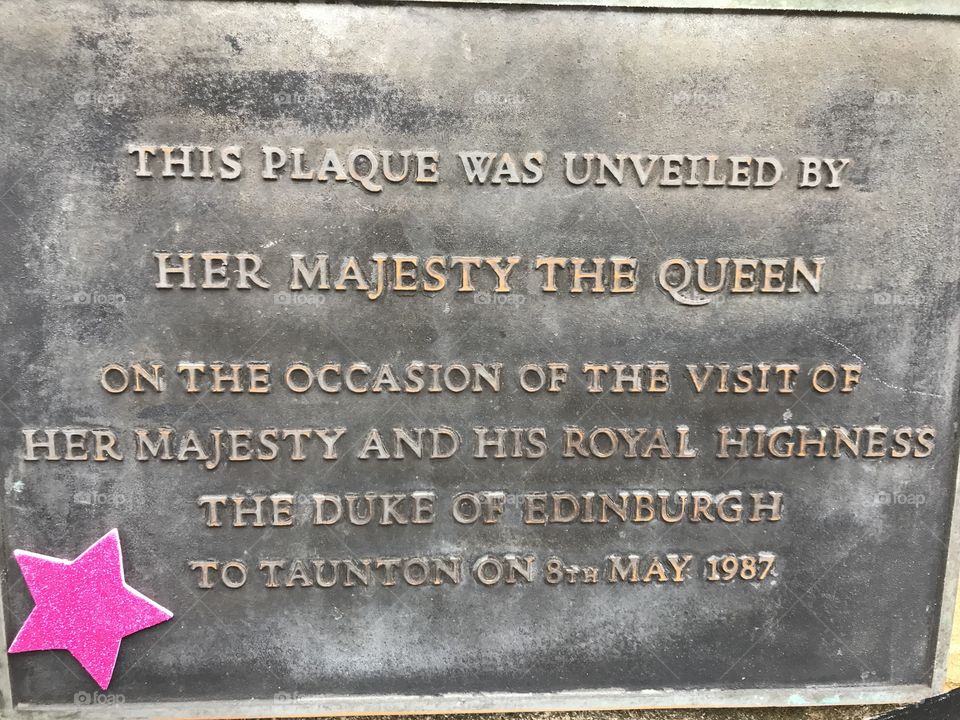 THIS PLAQUE WAS UNVEILED BY
HER MAJESTY THE QUEEN
ON THE OCCASION OF THE VISIT OF
HER MAJESTY AND HIS ROYAL HIGHNESS
THE DUKE OF EDINBURGH
TO TAUNTON ON 8TH MAY 1987